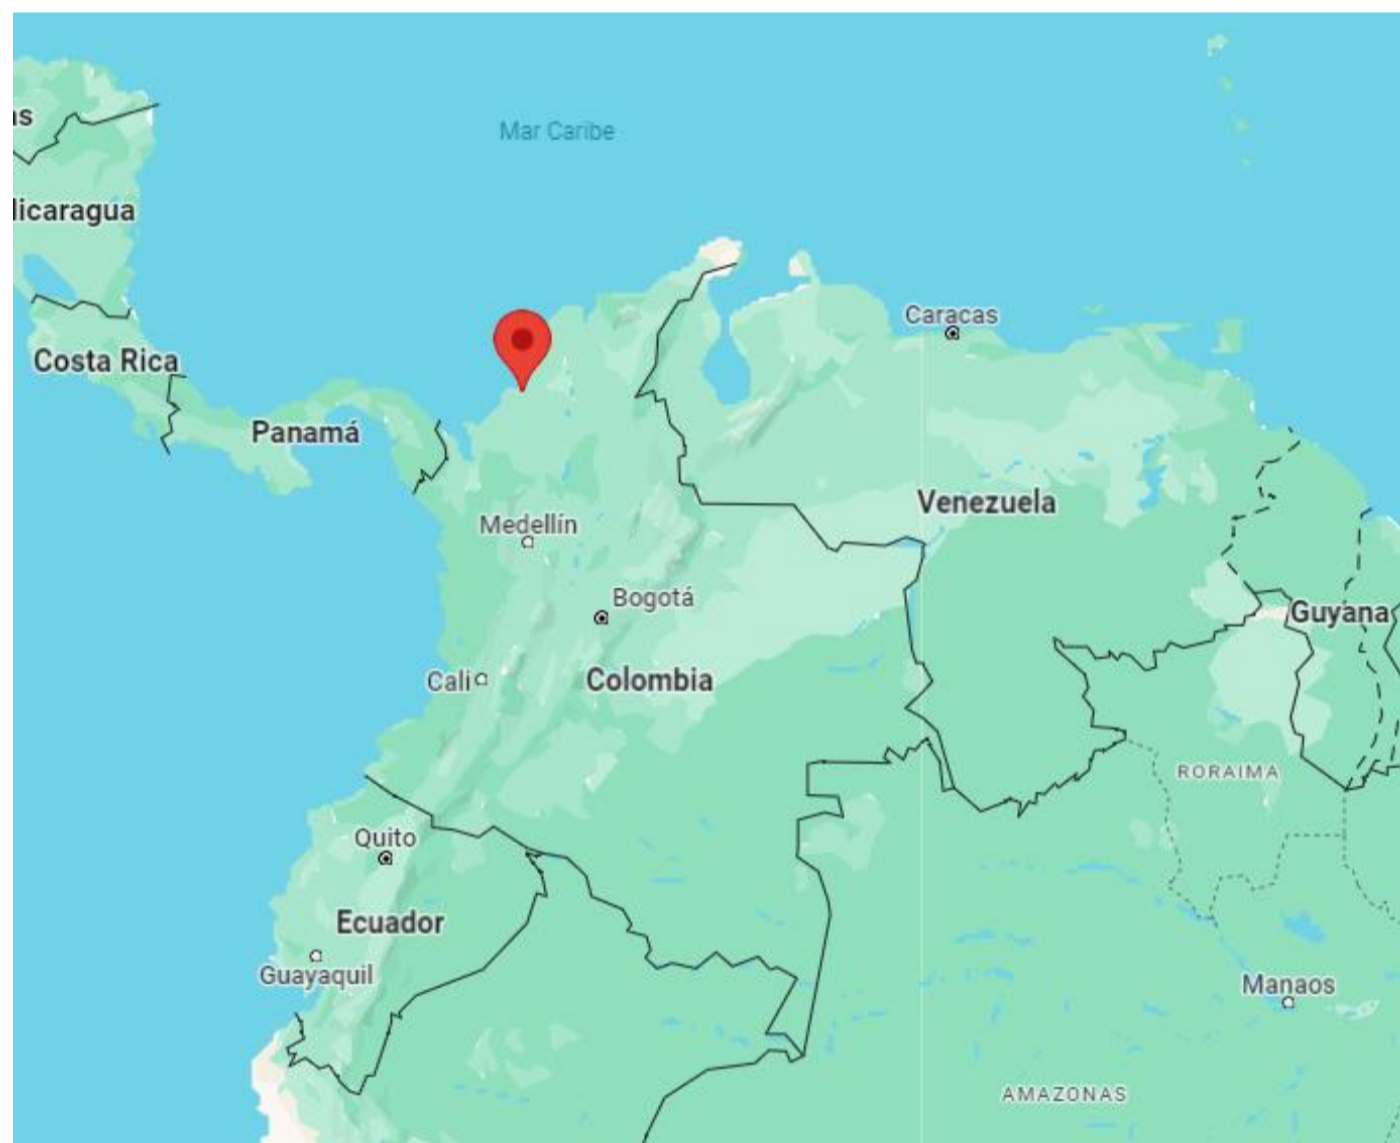 as
Mar Caribe
licaragua
Caracas
Costa Rica
Panamá
Venezuela
Medellín
Bogotá
Guyana
Cali
Colombia
RORAIMA
Quito
Ecuador
Guayaquil
Manaos
AMAZONAS